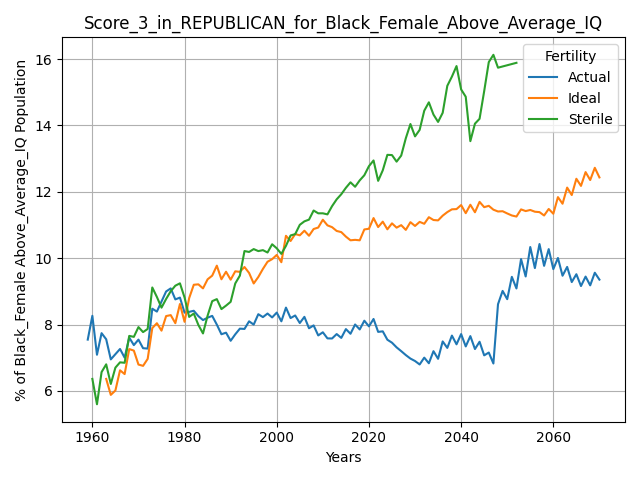 Score_3_in_REPUBLICAN_for_Black_Female_Above_Average_IQ
% of Black_Female Above_Average_IQ Population
16
14
12
10
8
6
Fertility
Actual
Ideal
Sterile
1960 1980 2000 2020 2040 2060
Years